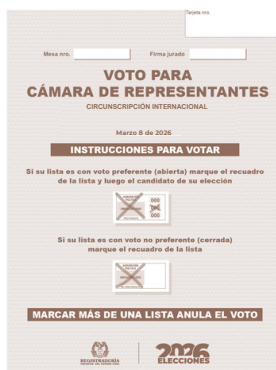 Tarjeta nro.
Mesa nro.
Firma jurado
VOTO PARA
CÁMARA DE REPRESENTANTES
CIRCUNSCRIPCIÓN INTERNACIONAL
Marzo 8 de 2026
INSTRUCCIONES PARA VOTAR
Si su lista es con voto preferente (abierta) marque el recuadro
de la lista y luego el candidato de su elección
Si su lista es con voto no preferente (cerrada)
marque el recuadro de la lista
MARCAR MÁS DE UNA LISTA ANULA EL VOTO
REGISTRADURÍA
2026
ELECCIONES